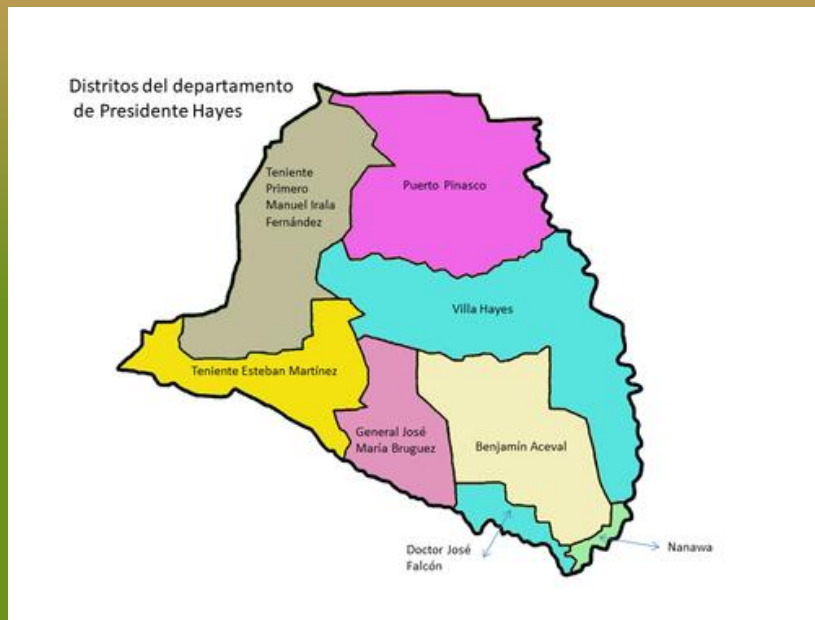 Distritos del departamento
de Presidente Hayes
Teniente
Primero
Manuel Irala
Fernández
Puerto Pinasco
Villa Hayes
Teniente Esteban Martínez
General José
María Bruguez
Benjamín Aceval
Doctor José
Falcón
Nanawa